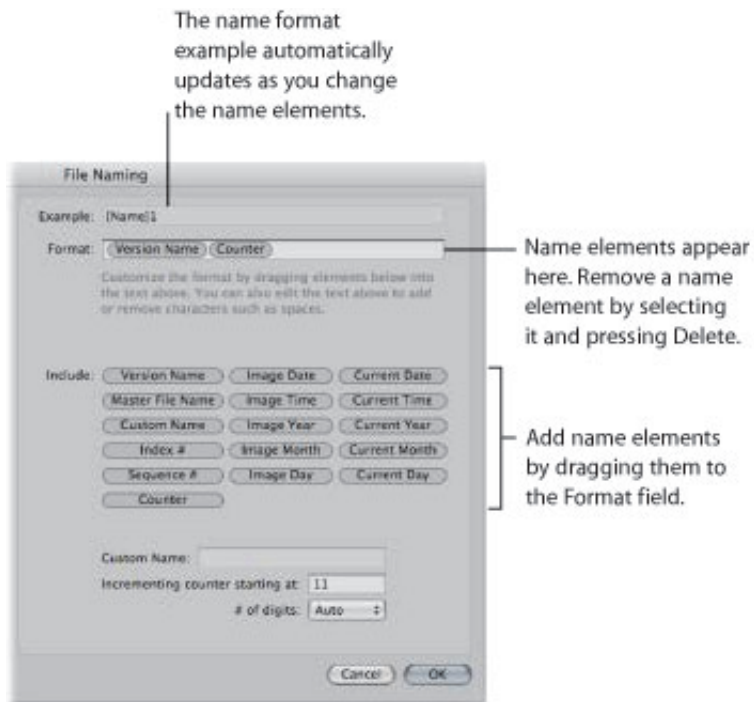 The name format
example automatically
updates as you change
the name elements.
File Naming
Example: [Name]1
Format: Version Name Counter
Name elements appear
here. Remove a name
element by selecting
it and pressing Delete.
Customize the format by dragging elements below into
the text above. You can also edit the text above to add
or remove characters such as spaces.
Include: Version Name Image Date Current Date
Master File Name Image Time Current Time
Custom Name Image Year Current Year
Index # Image Month Current Month
Sequence # Image Day Current Day
Counter
Add name elements
by dragging them to
the Format field.
Custom Name:
Incrementing counter starting at: 11
# of digits: Auto
Cancel OK